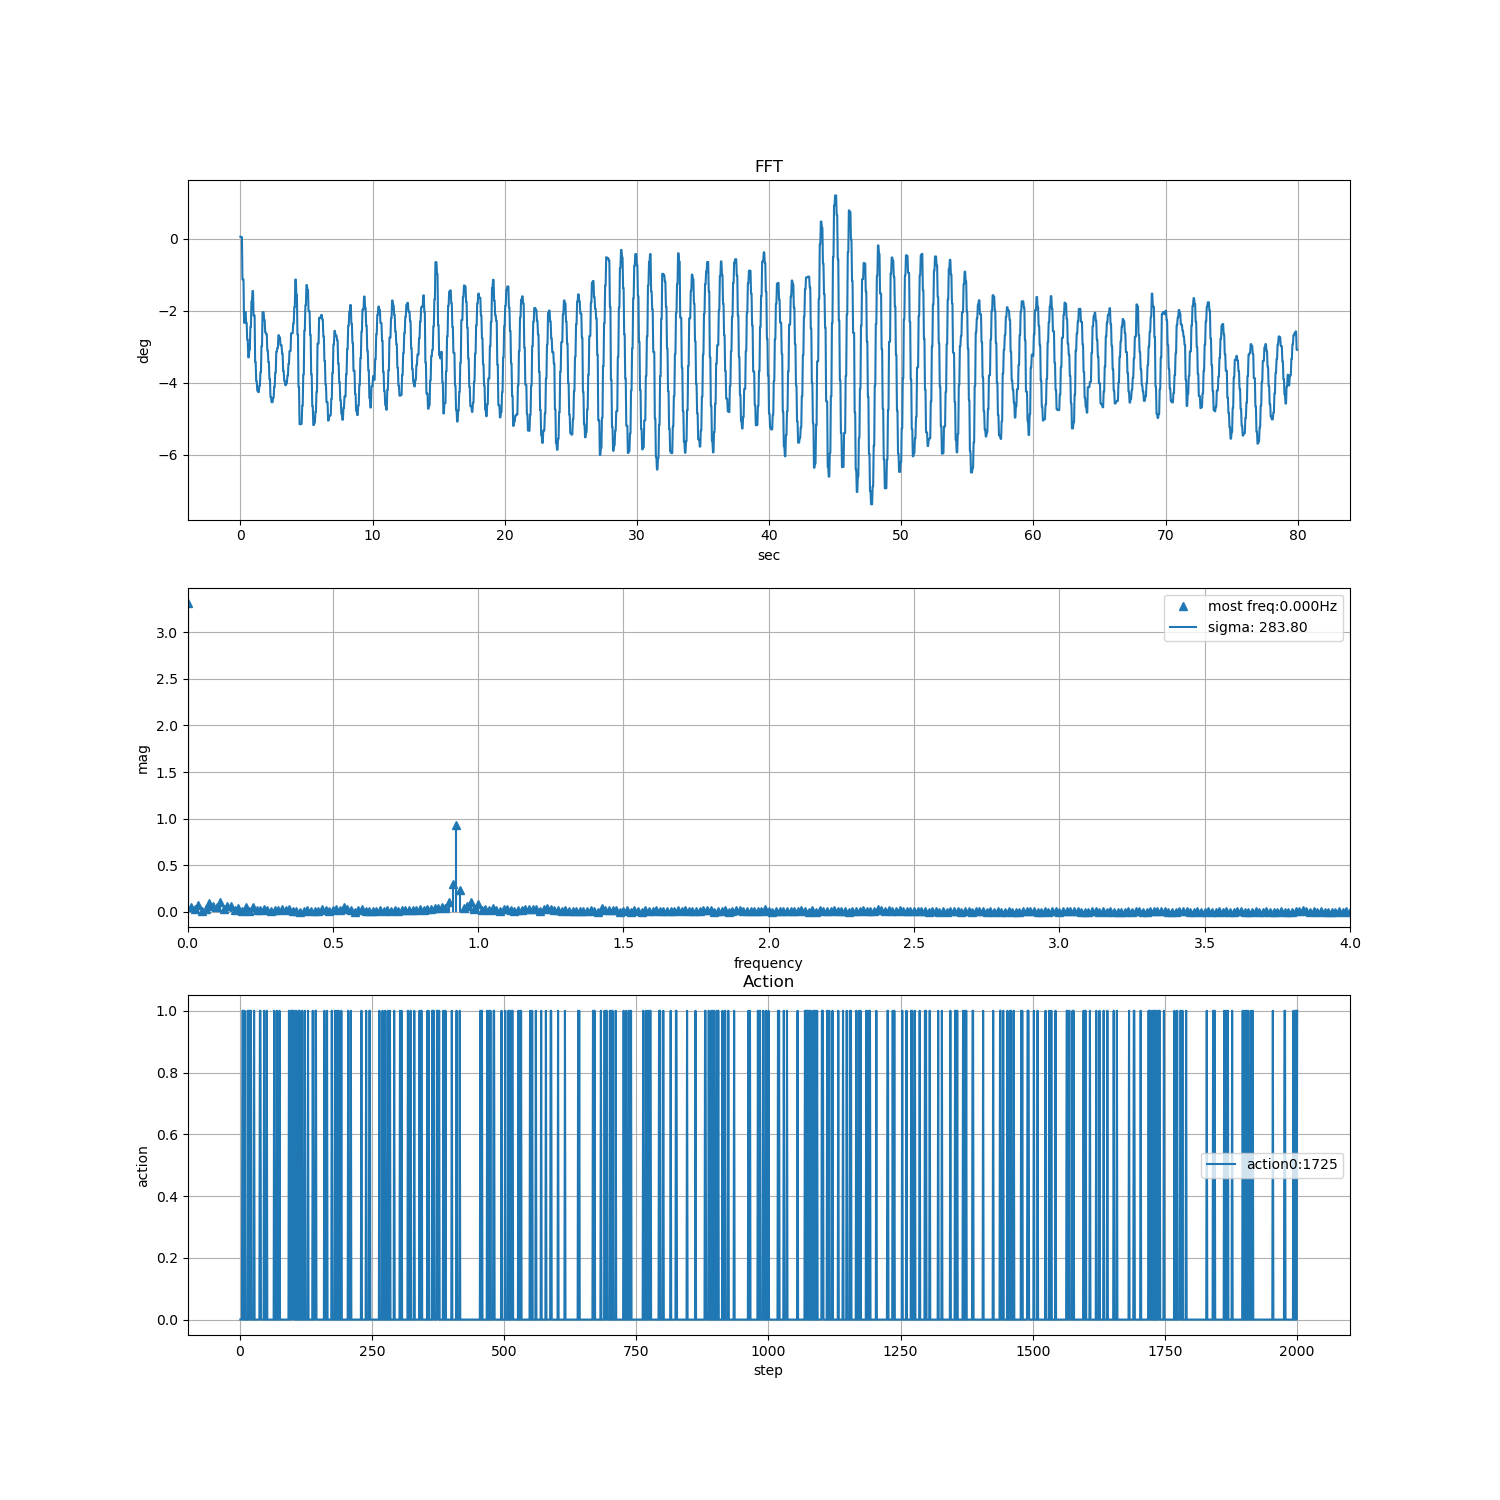 FFT
0
−2
−4
−6
deg
0 10 20 30 40 50 60 70 80
sec
most freq:0.000Hz
sigma: 283.80
3.0
2.5
2.0
1.5
1.0
0.5
0.0
mag
0.0 0.5 1.0 1.5 2.0 2.5 3.0 3.5 4.0
frequency
Action
1.0
0.8
0.6
0.4
0.2
0.0
action
action0:1725
0 250 500 750 1000 1250 1500 1750 2000
step